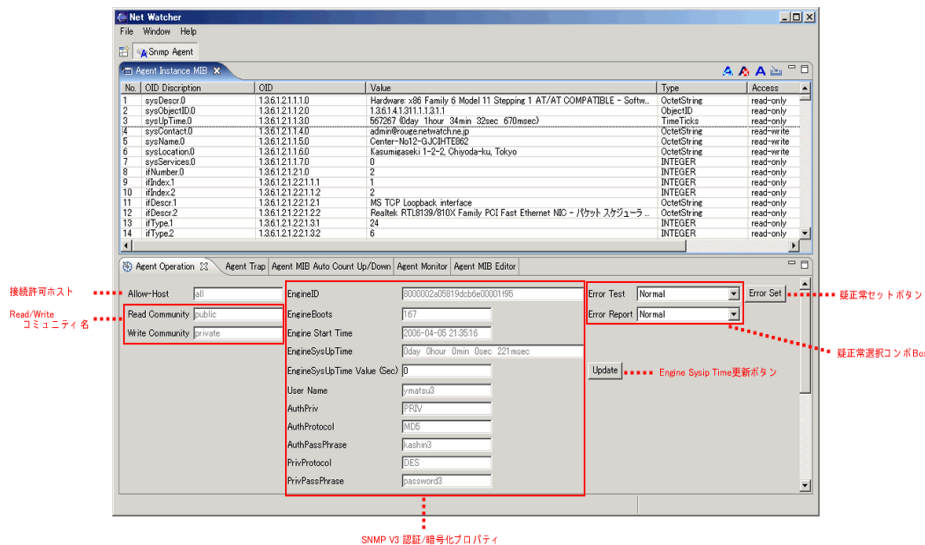 Net Watcher
File Window Help
Snmp Agent
Agent Instance MIB
No. OID Discription OID Value Type Access
1 sysDescr.0 1.3.6.1.2.1.1.1.0 Hardware: x86 Family 6 Model 11 Stepping 1 AT/AT COMPATIBLE - Softw... OctetString read-only
2 sysObjectID.0 1.3.6.1.2.1.1.2.0 1.3.6.1.4.1.311.1.1.3.1.1 ObjectID read-only
3 sysUpTime.0 1.3.6.1.2.1.1.3.0 567267 (0day 1hour 34min 32sec 670msec) TimeTicks read-only
4 sysContact.0 1.3.6.1.2.1.1.4.0 admin@rouge.netwatch.ne.jp OctetString read-write
5 sysName.0 1.3.6.1.2.1.1.5.0 Center-No12-GJCIHTE862 OctetString read-write
6 sysLocation.0 1.3.6.1.2.1.1.6.0 Kasumigaseki 1-2-2, Chiyoda-ku, Tokyo OctetString read-write
7 sysServices.0 1.3.6.1.2.1.1.7.0 0 INTEGER read-only
8 ifNumber.0 1.3.6.1.2.1.2.1.0 2 INTEGER read-only
9 ifIndex.1 1.3.6.1.2.1.2.2.1.1.1 1 INTEGER read-only
10 ifIndex.2 1.3.6.1.2.1.2.2.1.1.2 2 INTEGER read-only
11 ifDescr.1 1.3.6.1.2.1.2.2.1.2.1 MS TCP Loopback interface OctetString read-only
12 ifDescr.2 1.3.6.1.2.1.2.2.1.2.2 Realtek RTL8139/810X Family PCI Fast Ethernet NIC - パケット スケジューラ ... OctetString read-only
13 ifType.1 1.3.6.1.2.1.2.2.1.3.1 24 INTEGER read-only
14 ifType.2 1.3.6.1.2.1.2.2.1.3.2 6 INTEGER read-only
Agent Operation Agent Trap Agent MIB Auto Count Up/Down Agent Monitor Agent MIB Editor
接続許可ホスト
Allow-Host all
Read/Write
コミュニティ名
Read Community public
Write Community private
EngineID 8000002a05819dcb6e00001f95
EngineBoots 167
Engine Start Time 2006-04-05 21:35:16
EngineSysUpTime 0day 0hour 0min 0sec 221msec
EngineSysUpTime Value (Sec) 0
User Name ymatsu3
AuthPriv PRIV
AuthProtocol MD5
AuthPassPhrase kashin3
PrivProtocol DES
PrivPassPhrase password3
Error Test Normal Error Set
Error Report Normal
Update
疑正常セットボタン
疑正常選択コンボBox
Engine Sysip Time更新ボタン
SNMP V3 認証/暗号化プロパティ